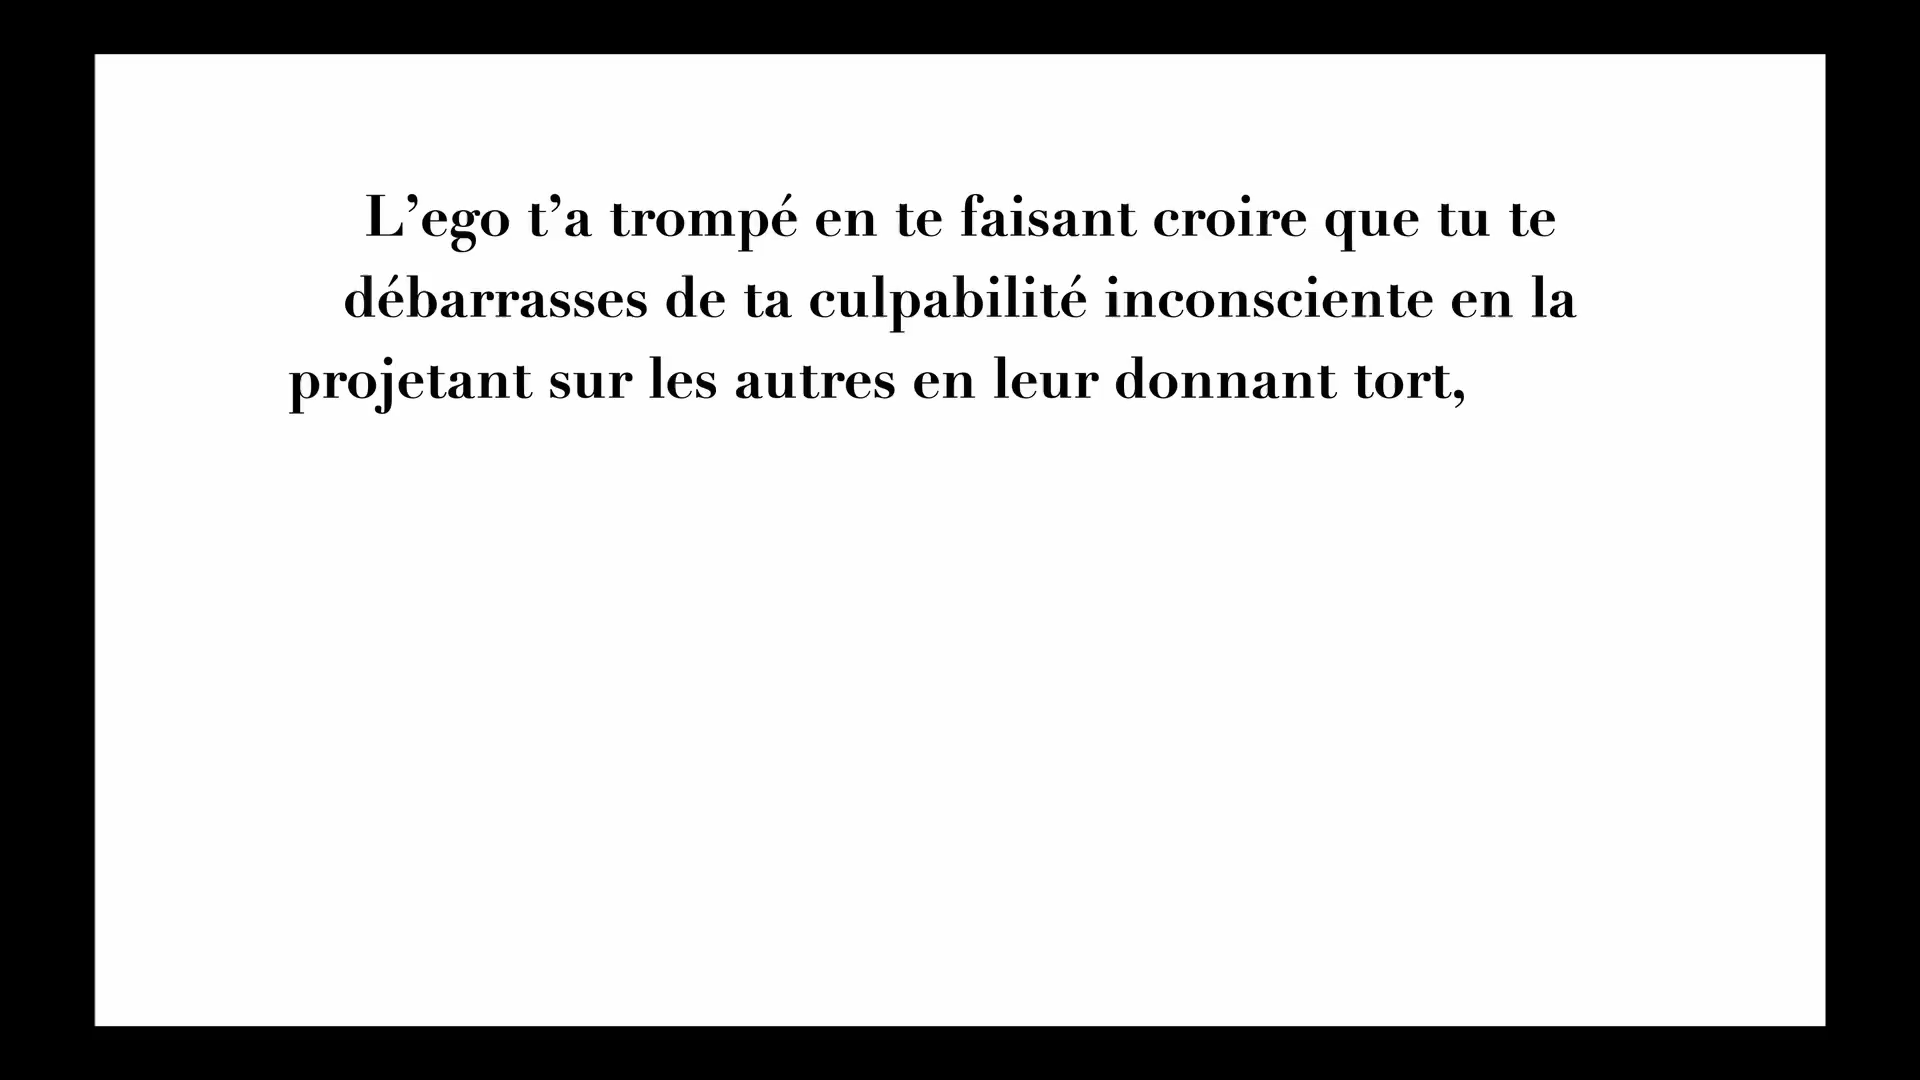 L’ego t’a trompé en te faisant croire que tu te
débarrasses de ta culpabilité inconsciente en la
projetant sur les autres en leur donnant tort,